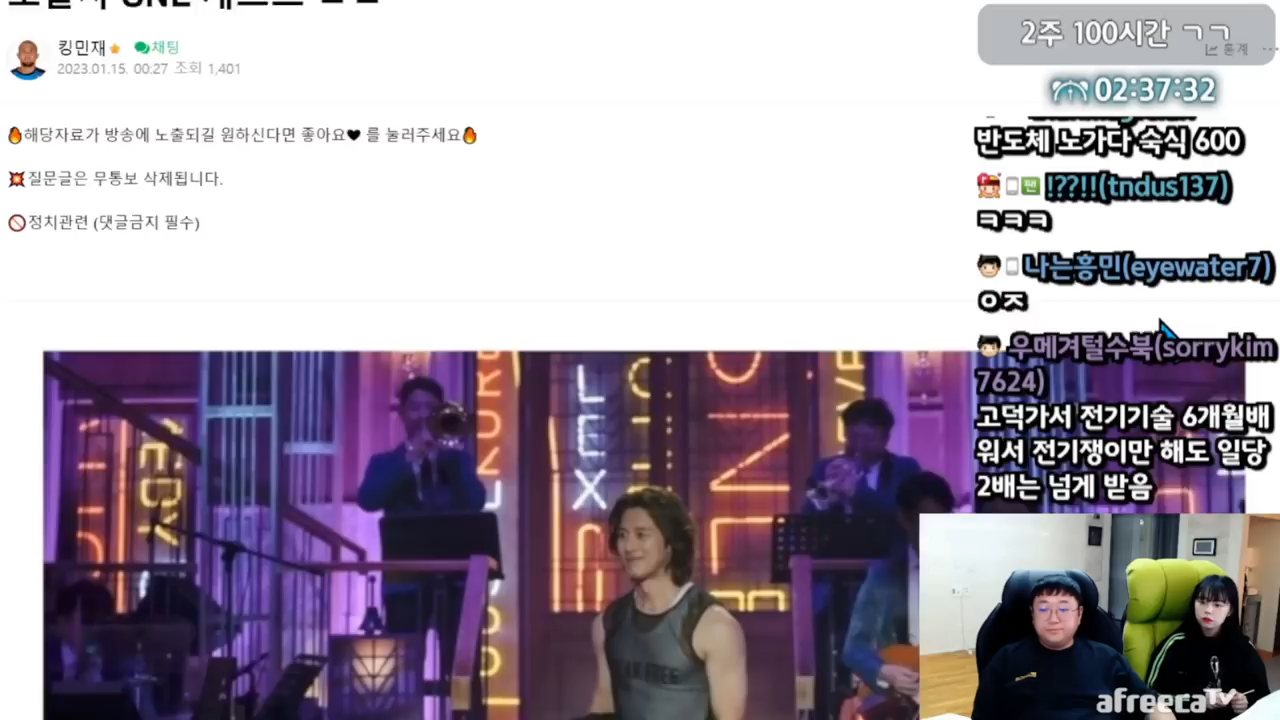 킹민재
채팅
2023.01.15. 00:27 조회 1,401
🔥해당자료가 방송에 노출되길 원하신다면 좋아요♥ 를 눌러주세요🔥
💥질문글은 무통보 삭제됩니다.
🚫정치관련 (댓글금지 필수)
2주 100시간 ㄱㄱ
통계
02:37:32
반도체 노가다 숙식 600
!??!!(tndus137)
ㅋㅋㅋ
나는흥민(eyewater7)
ㅇㅈ
우메겨털수북(sorrykim
7624)
고덕가서 전기기술 6개월배
워서 전기쟁이만 해도 일당
2배는 넘게 받음
LEX
afreecaTV